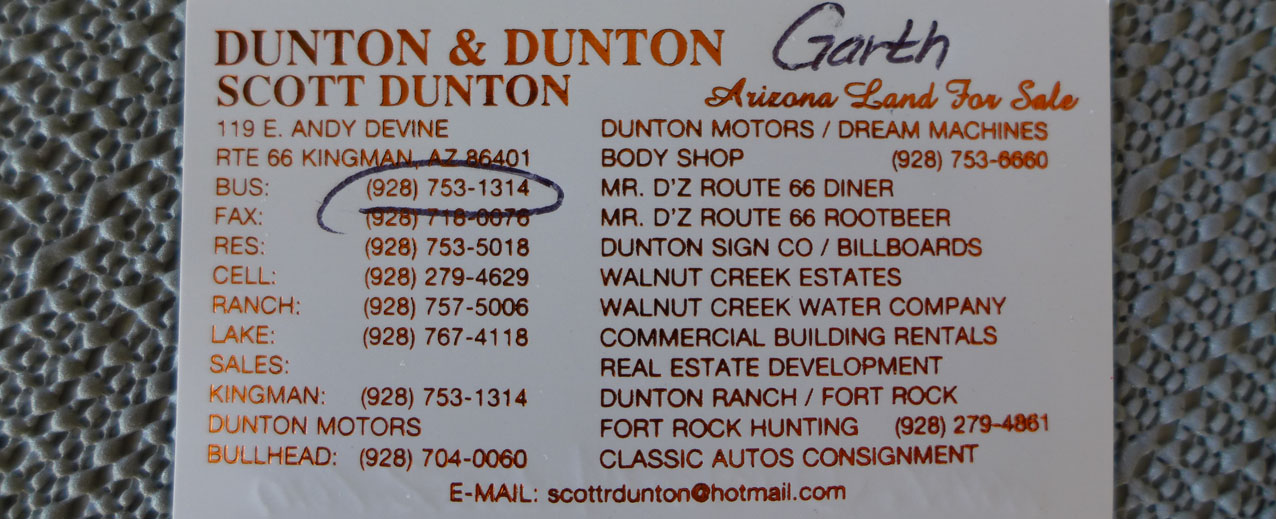 DUNTON & DUNTON
Garth
SCOTT DUNTON
Arizona Land For Sale
119 E. ANDY DEVINE
RTE 66 KINGMAN, AZ 86401
BUS: (928) 753-1314
FAX: (928) 718-0078
RES: (928) 753-5018
CELL: (928) 279-4629
RANCH: (928) 757-5006
LAKE: (928) 767-4118
SALES:
KINGMAN: (928) 753-1314
DUNTON MOTORS
BULLHEAD: (928) 704-0060
DUNTON MOTORS / DREAM MACHINES
BODY SHOP (928) 753-6660
MR. D'Z ROUTE 66 DINER
MR. D'Z ROUTE 66 ROOTBEER
DUNTON SIGN CO / BILLBOARDS
WALNUT CREEK ESTATES
WALNUT CREEK WATER COMPANY
COMMERCIAL BUILDING RENTALS
REAL ESTATE DEVELOPMENT
DUNTON RANCH / FORT ROCK
FORT ROCK HUNTING (928) 279-4861
CLASSIC AUTOS CONSIGNMENT
E-MAIL: scottrdunton@hotmail.com